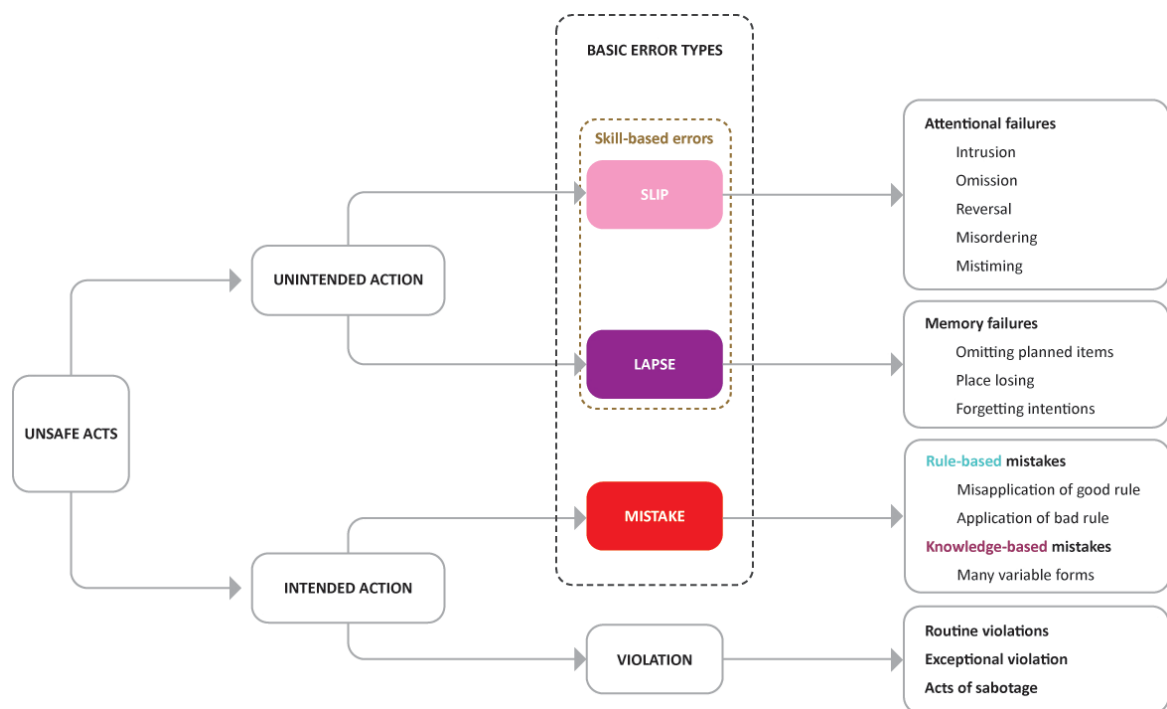 BASIC ERROR TYPES
Skill-based errors
SLIP
Attentional failures
Intrusion
Omission
Reversal
Misordering
Mistiming
UNINTENDED ACTION
LAPSE
Memory failures
Omitting planned items
Place losing
Forgetting intentions
UNSAFE ACTS
MISTAKE
Rule-based mistakes
Misapplication of good rule
Application of bad rule
Knowledge-based mistakes
Many variable forms
INTENDED ACTION
VIOLATION
Routine violations
Exceptional violation
Acts of sabotage